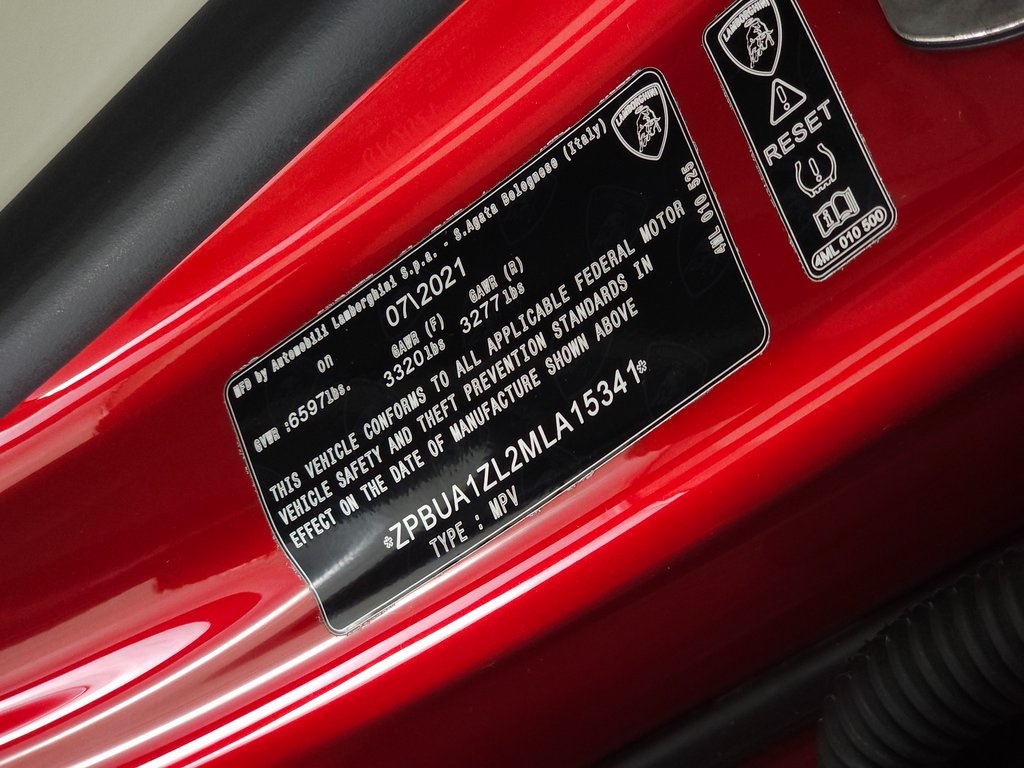 LAMBORGHINI
MFD by Automobili Lamborghini S.p.a. - S.Agata Bolognese (Italy)
on 07\2021
GVWR :6597lbs. GAWR (F) 3320lbs GAWR (R) 3277lbs
THIS VEHICLE CONFORMS TO ALL APPLICABLE FEDERAL MOTOR
VEHICLE SAFETY AND THEFT PREVENTION STANDARDS IN
EFFECT ON THE DATE OF MANUFACTURE SHOWN ABOVE
*ZPBUA1ZL2MLA15341*
TYPE : MPV
4ML 010 525
LAMBORGHINI
RESET
4ML 010 500